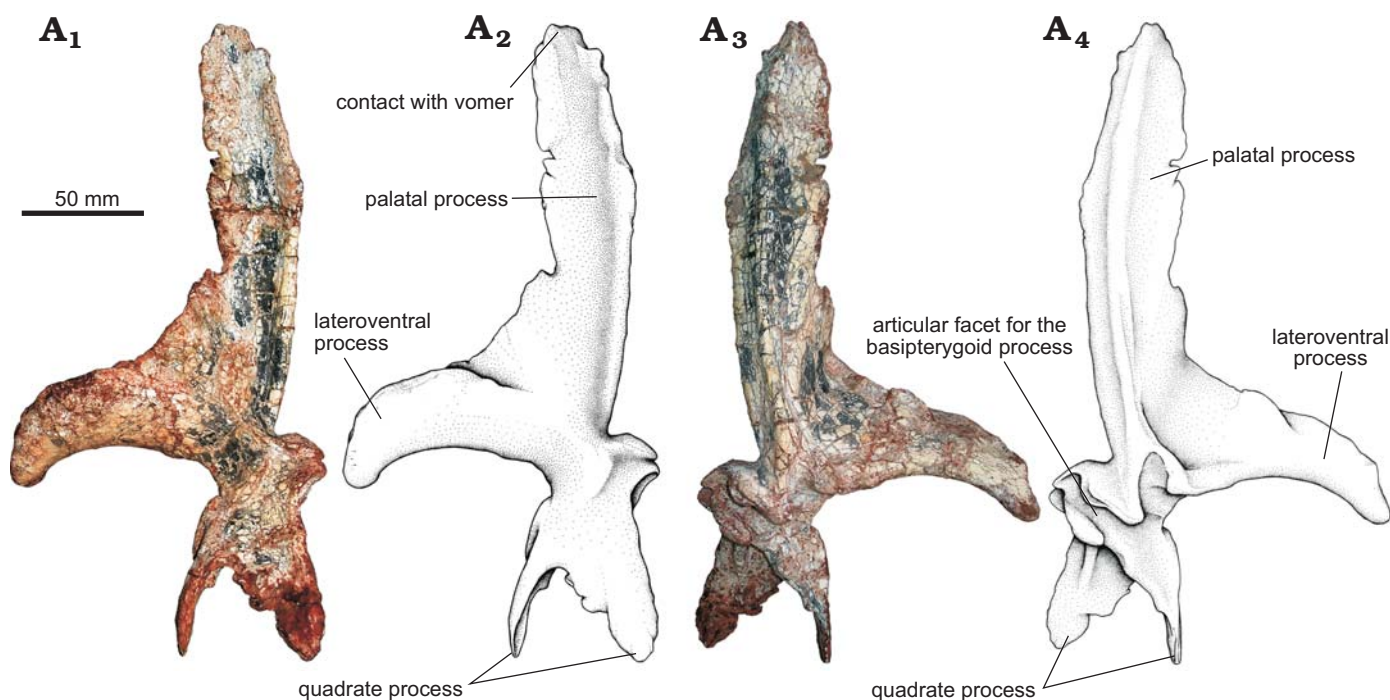 A1
A2
A3
A4
contact with vomer
50 mm
palatal process
palatal process
lateroventral
process
articular facet for the
basipterygoid process
lateroventral
process
quadrate process
quadrate process